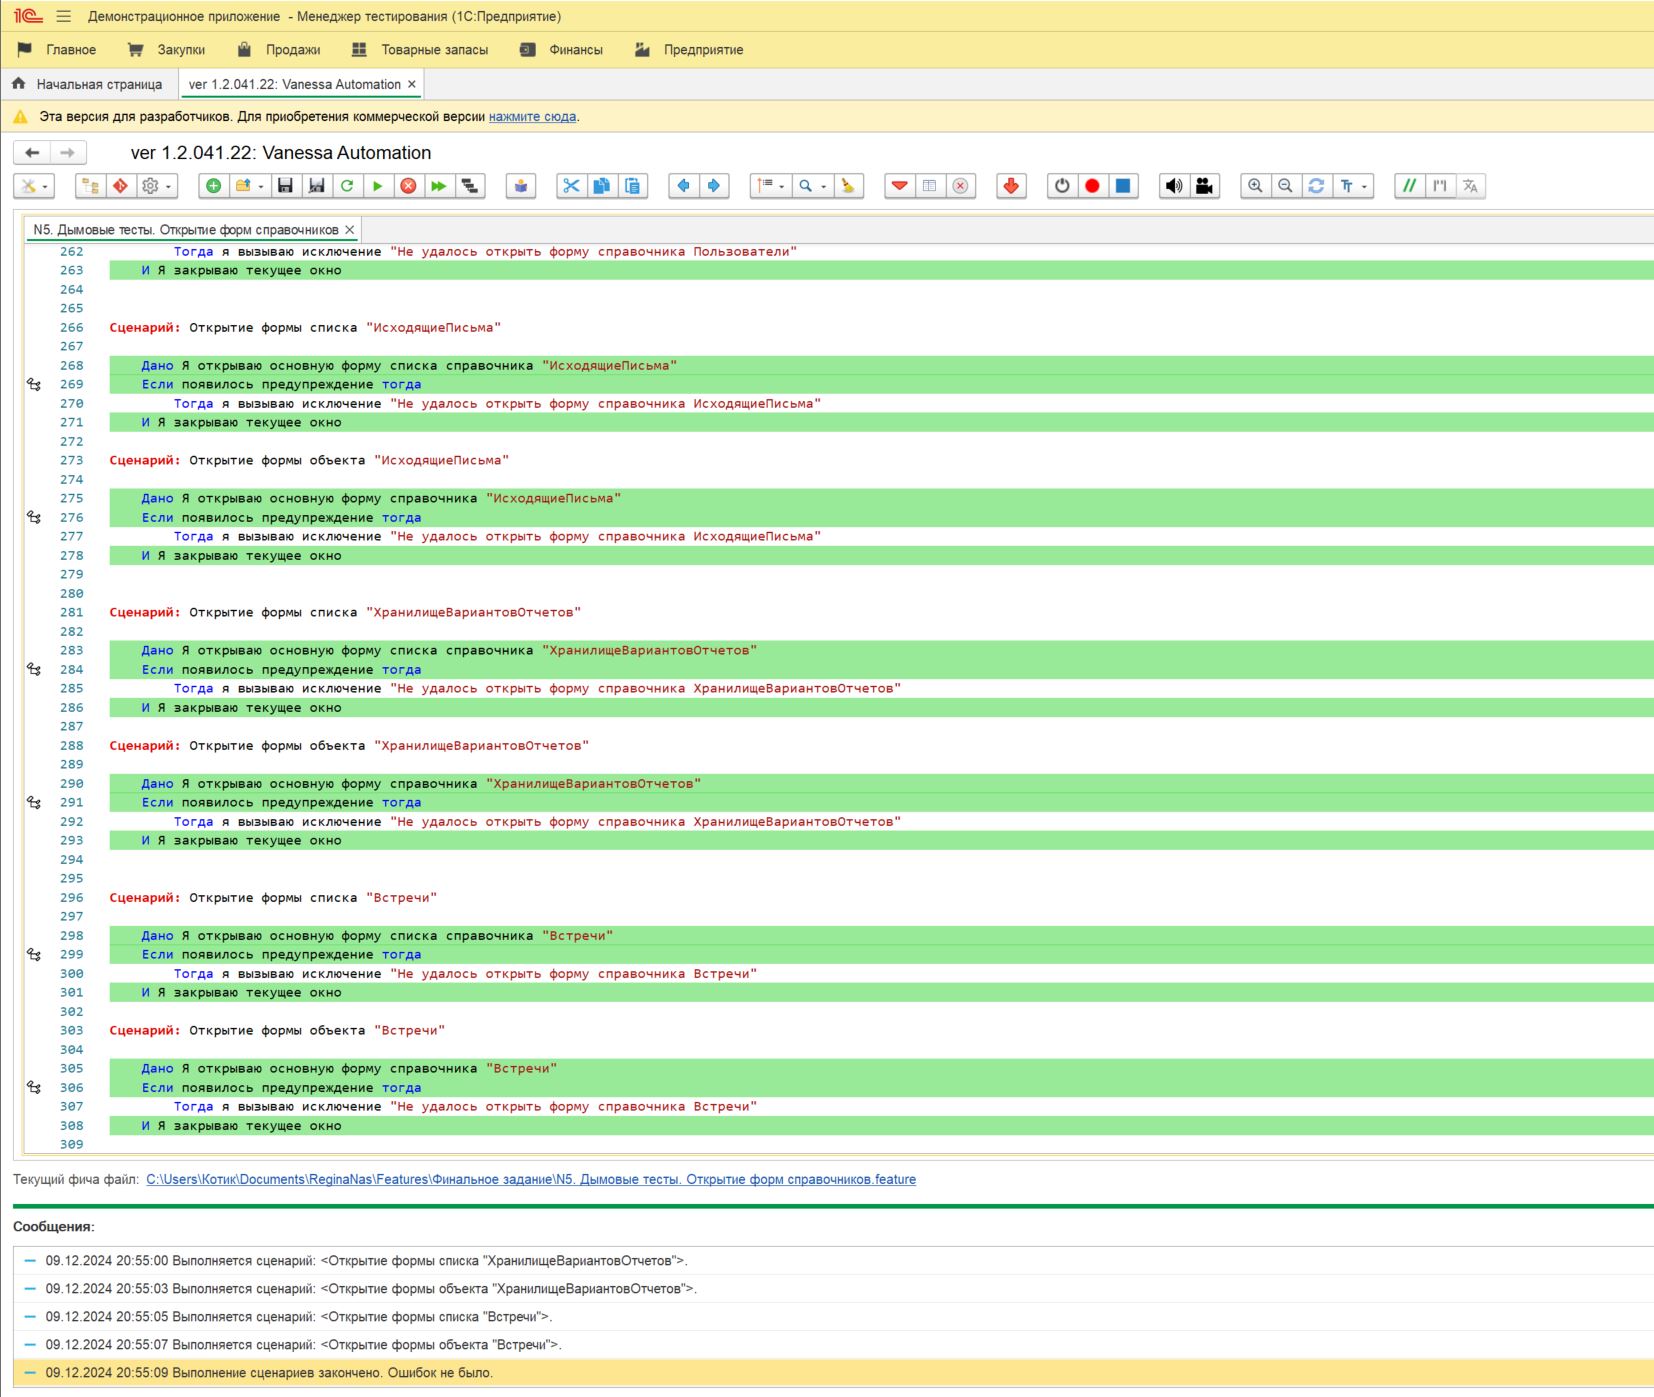 1С Демонстрационное приложение - Менеджер тестирования (1С:Предприятие)
Главное Закупки Продажи Товарные запасы Финансы Предприятие
Начальная страница ver 1.2.041.22: Vanessa Automation ×
Эта версия для разработчиков. Для приобретения коммерческой версии нажмите сюда.
ver 1.2.041.22: Vanessa Automation
N5. Дымовые тесты. Открытие форм справочников ×
262 Тогда я вызываю исключение "Не удалось открыть форму справочника Пользователи"
263 И Я закрываю текущее окно
264
265
266 Сценарий: Открытие формы списка "ИсходящиеПисьма"
267
268 Дано Я открываю основную форму списка справочника "ИсходящиеПисьма"
269 Если появилось предупреждение тогда
270 Тогда я вызываю исключение "Не удалось открыть форму справочника ИсходящиеПисьма"
271 И Я закрываю текущее окно
272
273 Сценарий: Открытие формы объекта "ИсходящиеПисьма"
274
275 Дано Я открываю основную форму справочника "ИсходящиеПисьма"
276 Если появилось предупреждение тогда
277 Тогда я вызываю исключение "Не удалось открыть форму справочника ИсходящиеПисьма"
278 И Я закрываю текущее окно
279
280
281 Сценарий: Открытие формы списка "ХранилищеВариантовОтчетов"
282
283 Дано Я открываю основную форму списка справочника "ХранилищеВариантовОтчетов"
284 Если появилось предупреждение тогда
285 Тогда я вызываю исключение "Не удалось открыть форму справочника ХранилищеВариантовОтчетов"
286 И Я закрываю текущее окно
287
288 Сценарий: Открытие формы объекта "ХранилищеВариантовОтчетов"
289
290 Дано Я открываю основную форму справочника "ХранилищеВариантовОтчетов"
291 Если появилось предупреждение тогда
292 Тогда я вызываю исключение "Не удалось открыть форму справочника ХранилищеВариантовОтчетов"
293 И Я закрываю текущее окно
294
295
296 Сценарий: Открытие формы списка "Встречи"
297
298 Дано Я открываю основную форму списка справочника "Встречи"
299 Если появилось предупреждение тогда
300 Тогда я вызываю исключение "Не удалось открыть форму справочника Встречи"
301 И Я закрываю текущее окно
302
303 Сценарий: Открытие формы объекта "Встречи"
304
305 Дано Я открываю основную форму справочника "Встречи"
306 Если появилось предупреждение тогда
307 Тогда я вызываю исключение "Не удалось открыть форму справочника Встречи"
308 И Я закрываю текущее окно
309
Текущий фича файл: C:\Users\Котик\Documents\ReginaNas\Features\Финальное задание\N5. Дымовые тесты. Открытие форм справочников.feature
Сообщения:
09.12.2024 20:55:00 Выполняется сценарий: <Открытие формы списка "ХранилищеВариантовОтчетов">.
09.12.2024 20:55:03 Выполняется сценарий: <Открытие формы объекта "ХранилищеВариантовОтчетов">.
09.12.2024 20:55:05 Выполняется сценарий: <Открытие формы списка "Встречи">.
09.12.2024 20:55:07 Выполняется сценарий: <Открытие формы объекта "Встречи">.
09.12.2024 20:55:09 Выполнение сценариев закончено. Ошибок не было.